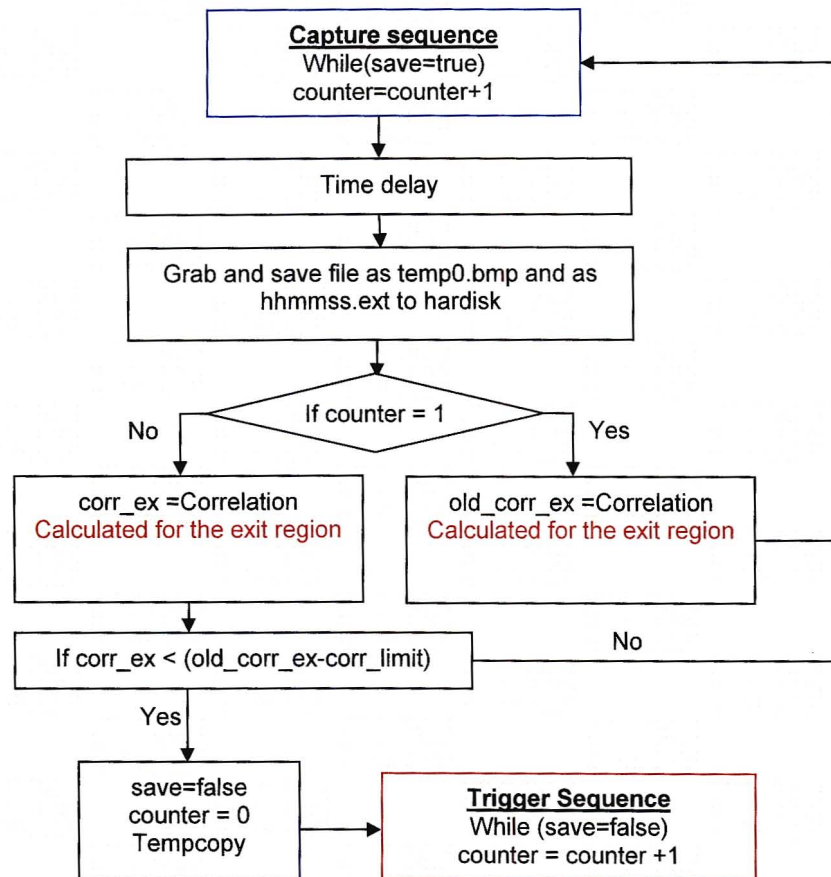 Capture sequence
While(save=true)
counter=counter+1
Time delay
Grab and save file as temp0.bmp and as
hhmmss.ext to hardisk
If counter = 1
No
Yes
corr_ex =Correlation
Calculated for the exit region
old_corr_ex =Correlation
Calculated for the exit region
If corr_ex < (old_corr_ex-corr_limit)
No
Yes
save=false
counter = 0
Tempcopy
Trigger Sequence
While (save=false)
counter = counter +1